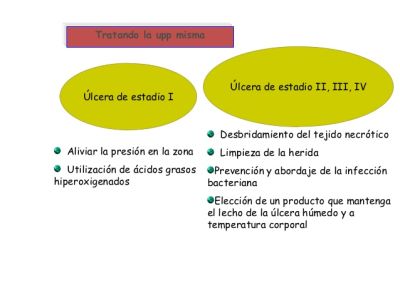 Tratando la upp misma
Úlcera de estadio I
Úlcera de estadio II, III, IV
Aliviar la presión en la zona
Utilización de ácidos grasos
hiperoxigenados
Desbridamiento del tejido necrótico
Limpieza de la herida
Prevención y abordaje de la infección
bacteriana
Elección de un producto que mantenga
el lecho de la úlcera húmedo y a
temperatura corporal